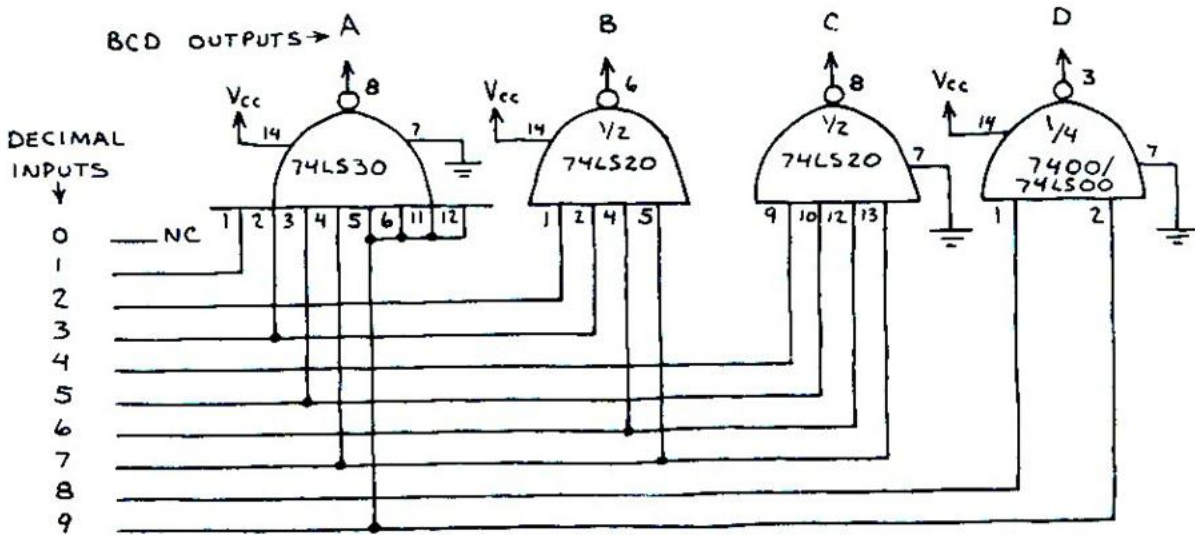 BCD OUTPUTS → A B C D
8 6 8 3
Vcc 14 7 Vcc 14 1/2 1/2 Vcc 14 1/4
74LS30 74LS20 74LS20 7 7400/ 7
74LS00
DECIMAL
INPUTS
1 2 3 4 5 6 11 12 1 2 4 5 9 10 12 13 1 2
0 NC
1
2
3
4
5
6
7
8
9